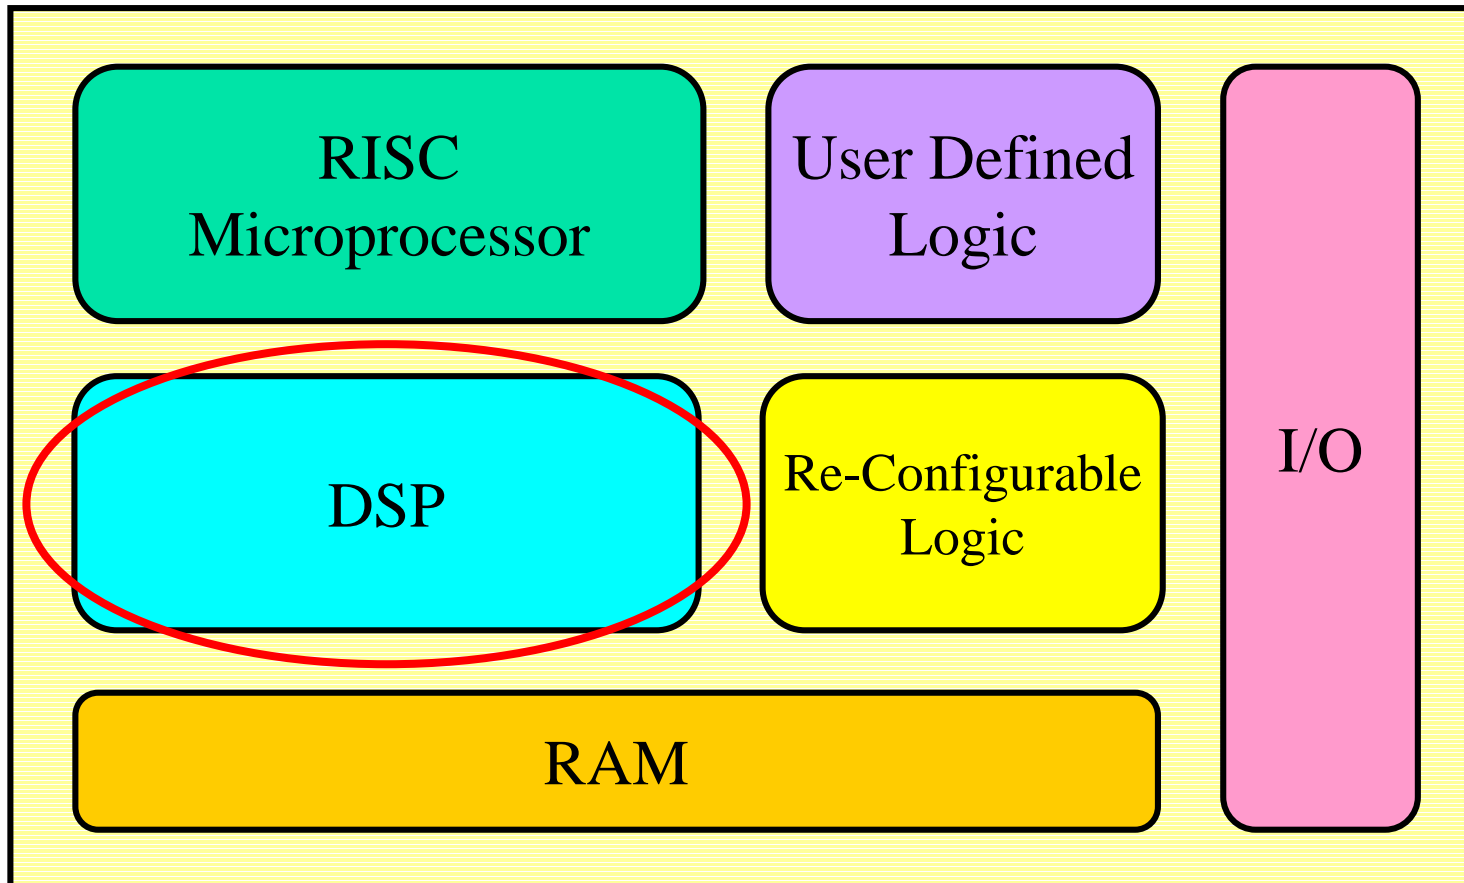 RISC
Microprocessor
User Defined
Logic
DSP
Re-Configurable
Logic
I/O
RAM